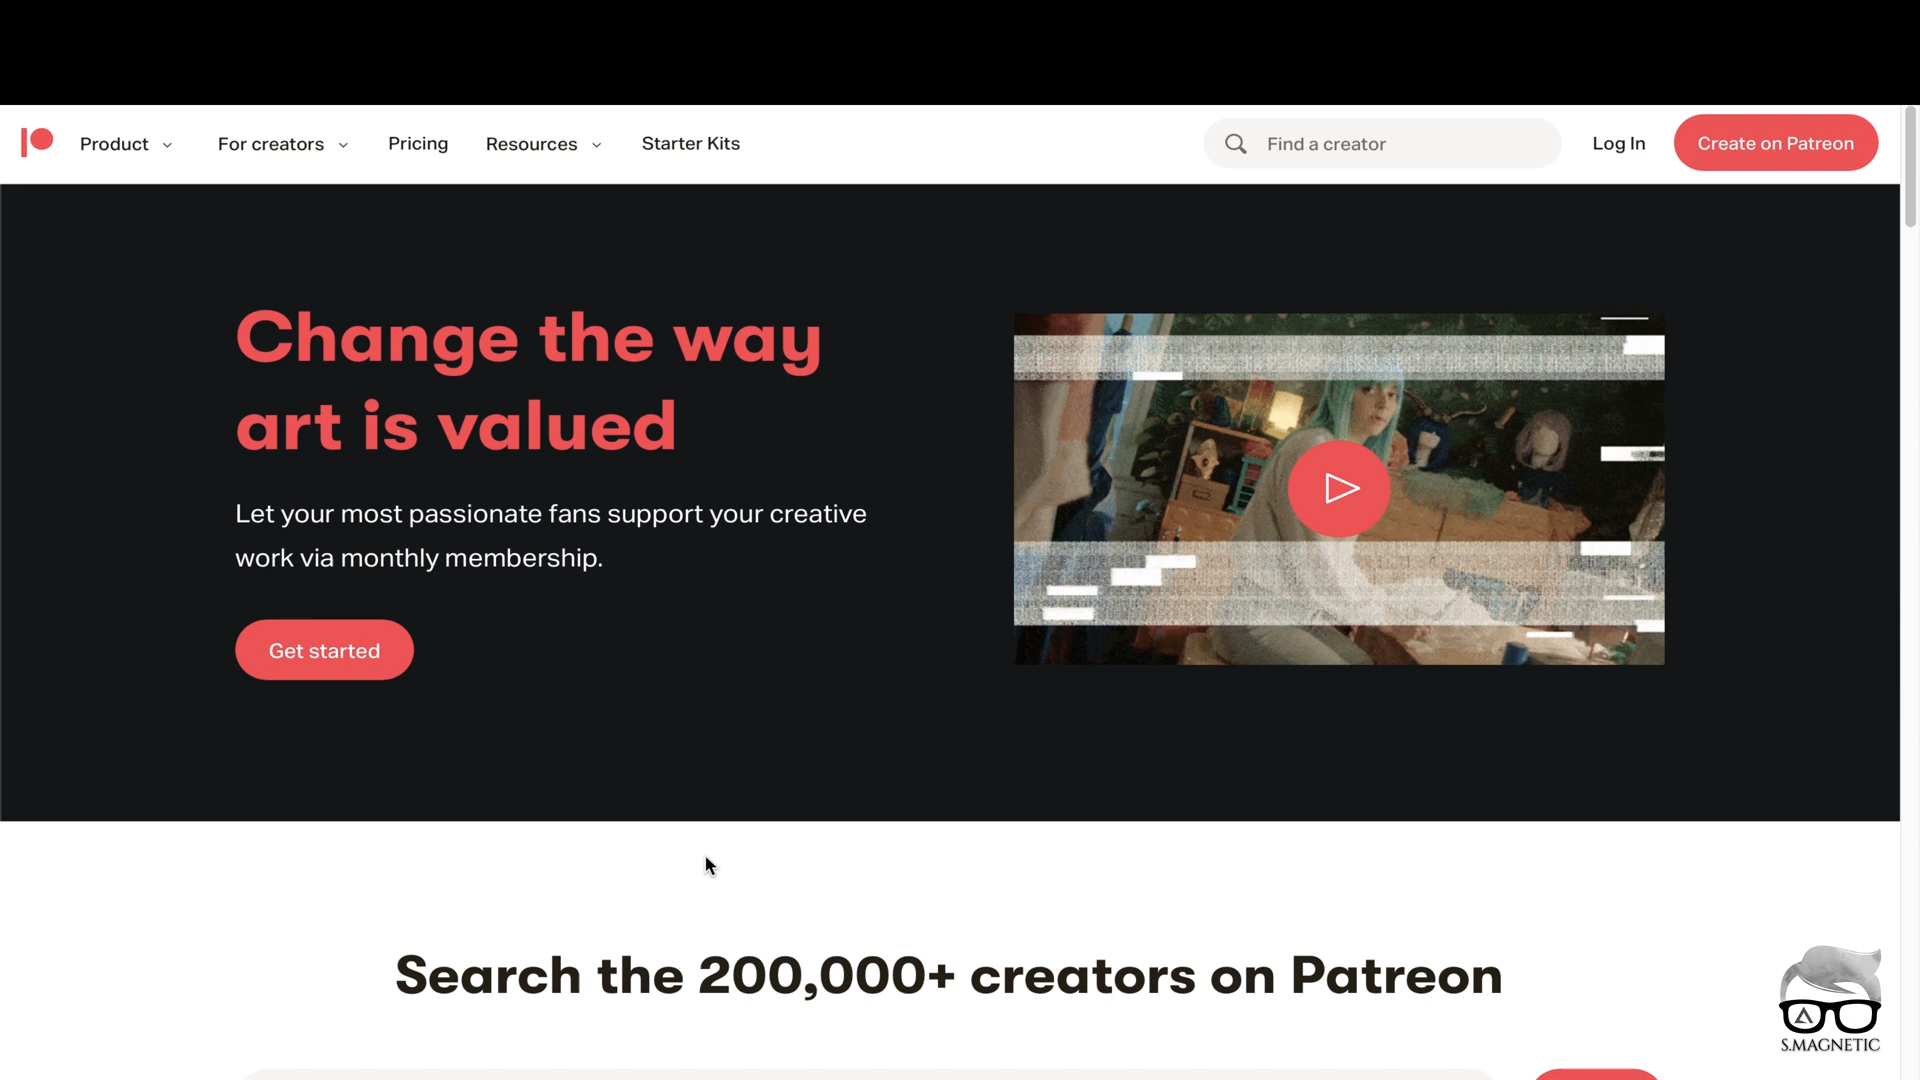 Product
For creators
Pricing
Resources
Starter Kits
Find a creator
Log In
Create on Patreon
Change the way
art is valued
Let your most passionate fans support your creative
work via monthly membership.
Get started
Search the 200,000+ creators on Patreon
S.MAGNETIC